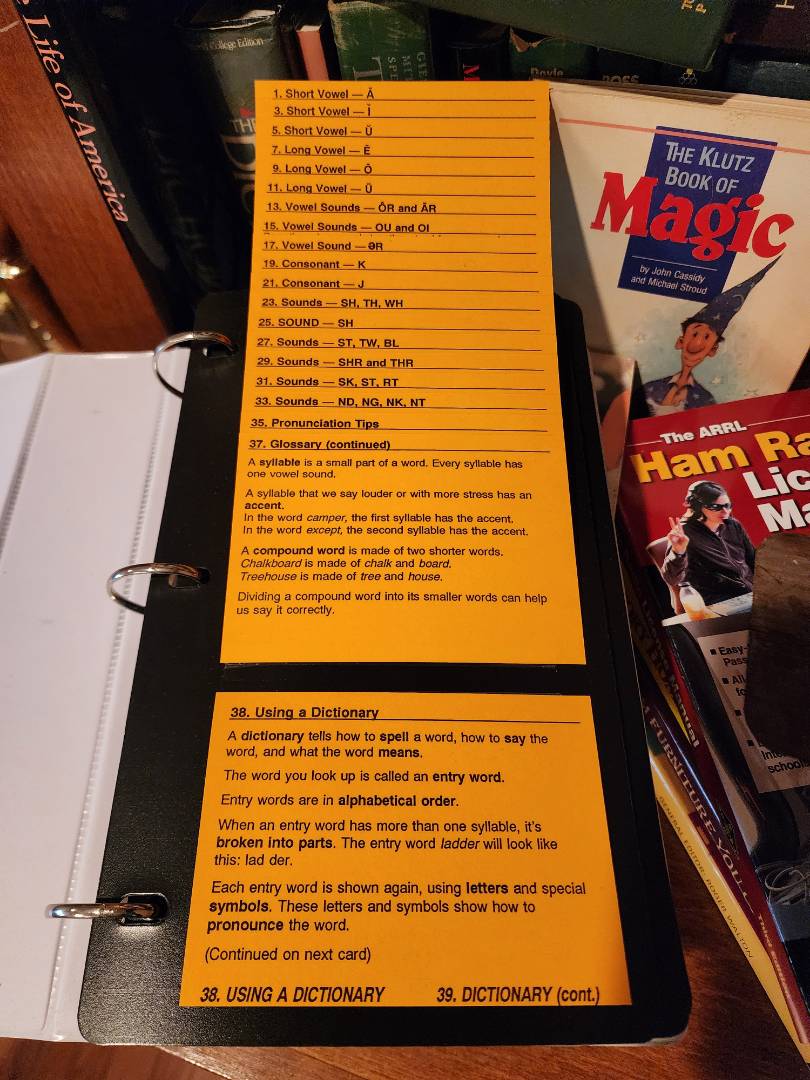 Life of America
College Edition
1. Short Vowel — Ă
3. Short Vowel — Ĭ
5. Short Vowel — Ŭ
7. Long Vowel — Ē
9. Long Vowel — Ō
11. Long Vowel — Ū
13. Vowel Sounds — ÔR and ÄR
15. Vowel Sounds — OU and OI
17. Vowel Sound — ƏR
19. Consonant — K
21. Consonant — J
23. Sounds — SH, TH, WH
25. SOUND — SH
27. Sounds — ST, TW, BL
29. Sounds — SHR and THR
31. Sounds — SK, ST, RT
33. Sounds — ND, NG, NK, NT
35. Pronunciation Tips
37. Glossary (continued)
A syllable is a small part of a word. Every syllable has
one vowel sound.
A syllable that we say louder or with more stress has an
accent.
In the word camper, the first syllable has the accent.
In the word except, the second syllable has the accent.
A compound word is made of two shorter words.
Chalkboard is made of chalk and board.
Treehouse is made of tree and house.
Dividing a compound word into its smaller words can help
us say it correctly.
38. Using a Dictionary
A dictionary tells how to spell a word, how to say the
word, and what the word means.
The word you look up is called an entry word.
Entry words are in alphabetical order.
When an entry word has more than one syllable, it's
broken into parts. The entry word ladder will look like
this: lad der.
Each entry word is shown again, using letters and special
symbols. These letters and symbols show how to
pronounce the word.
(Continued on next card)
38. USING A DICTIONARY 39. DICTIONARY (cont.)
THE KLUTZ
BOOK OF
Magic
by John Cassidy
and Michael Stroud
The ARRL
Ham Ra
Lic
Ma
Easy-
Pass
All
Manual
FURNITURE
GENERAL EDITOR ROGER WALTON